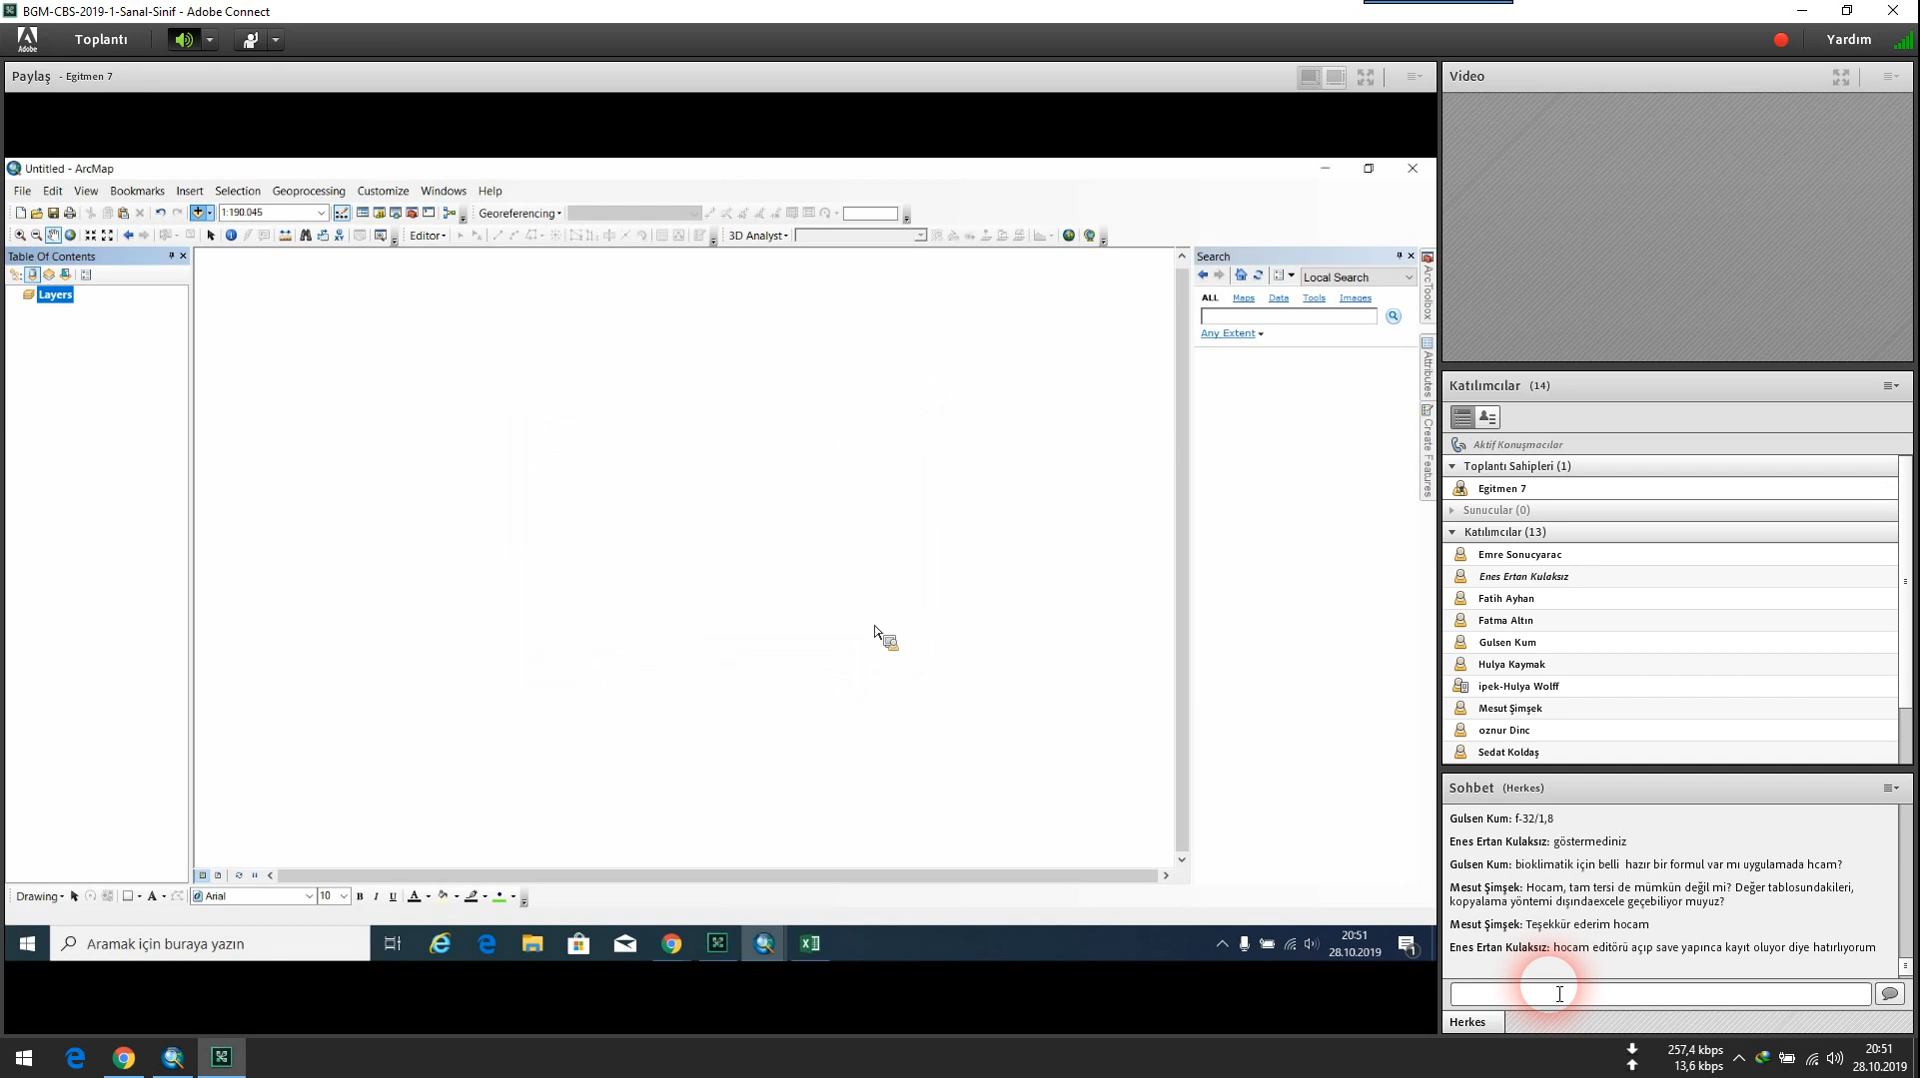 BGM-CBS-2019-1-Sanal-Sinif - Adobe Connect
Adobe
Toplantı
Yardım
Paylaş - Egitmen 7
Video
Untitled - ArcMap
File Edit View Bookmarks Insert Selection Geoprocessing Customize Windows Help
1:190.045
Georeferencing
Editor
3D Analyst
Table Of Contents
Layers
Search
Local Search
ALL Maps Data Tools Images
Any Extent
ArcToolbox
Attributes
Create Features
Drawing
A
Arial
10
B I U A
Aramak için buraya yazın
20:51
28.10.2019
1
Katılımcılar (14)
Aktif Konuşmacılar
Toplantı Sahipleri (1)
Egitmen 7
Sunucular (0)
Katılımcılar (13)
Emre Sonucyarac
Enes Ertan Kulaksız
Fatih Ayhan
Fatma Altın
Gulsen Kum
Hulya Kaymak
ipek-Hulya Wolff
Mesut Şimşek
oznur Dinc
Sedat Koldaş
Sohbet (Herkes)
Gulsen Kum: f-32/1,8
Enes Ertan Kulaksız: göstermediniz
Gulsen Kum: bioklimatik için belli hazır bir formul var mı uygulamada hcam?
Mesut Şimşek: Hocam, tam tersi de mümkün değil mi? Değer tablosundakileri,
kopyalama yöntemi dışındaexcele geçebiliyor muyuz?
Mesut Şimşek: Teşekkür ederim hocam
Enes Ertan Kulaksız: hocam editörü açıp save yapınca kayıt oluyor diye hatırlıyorum
Herkes
257,4 kbps
13,6 kbps
20:51
28.10.2019